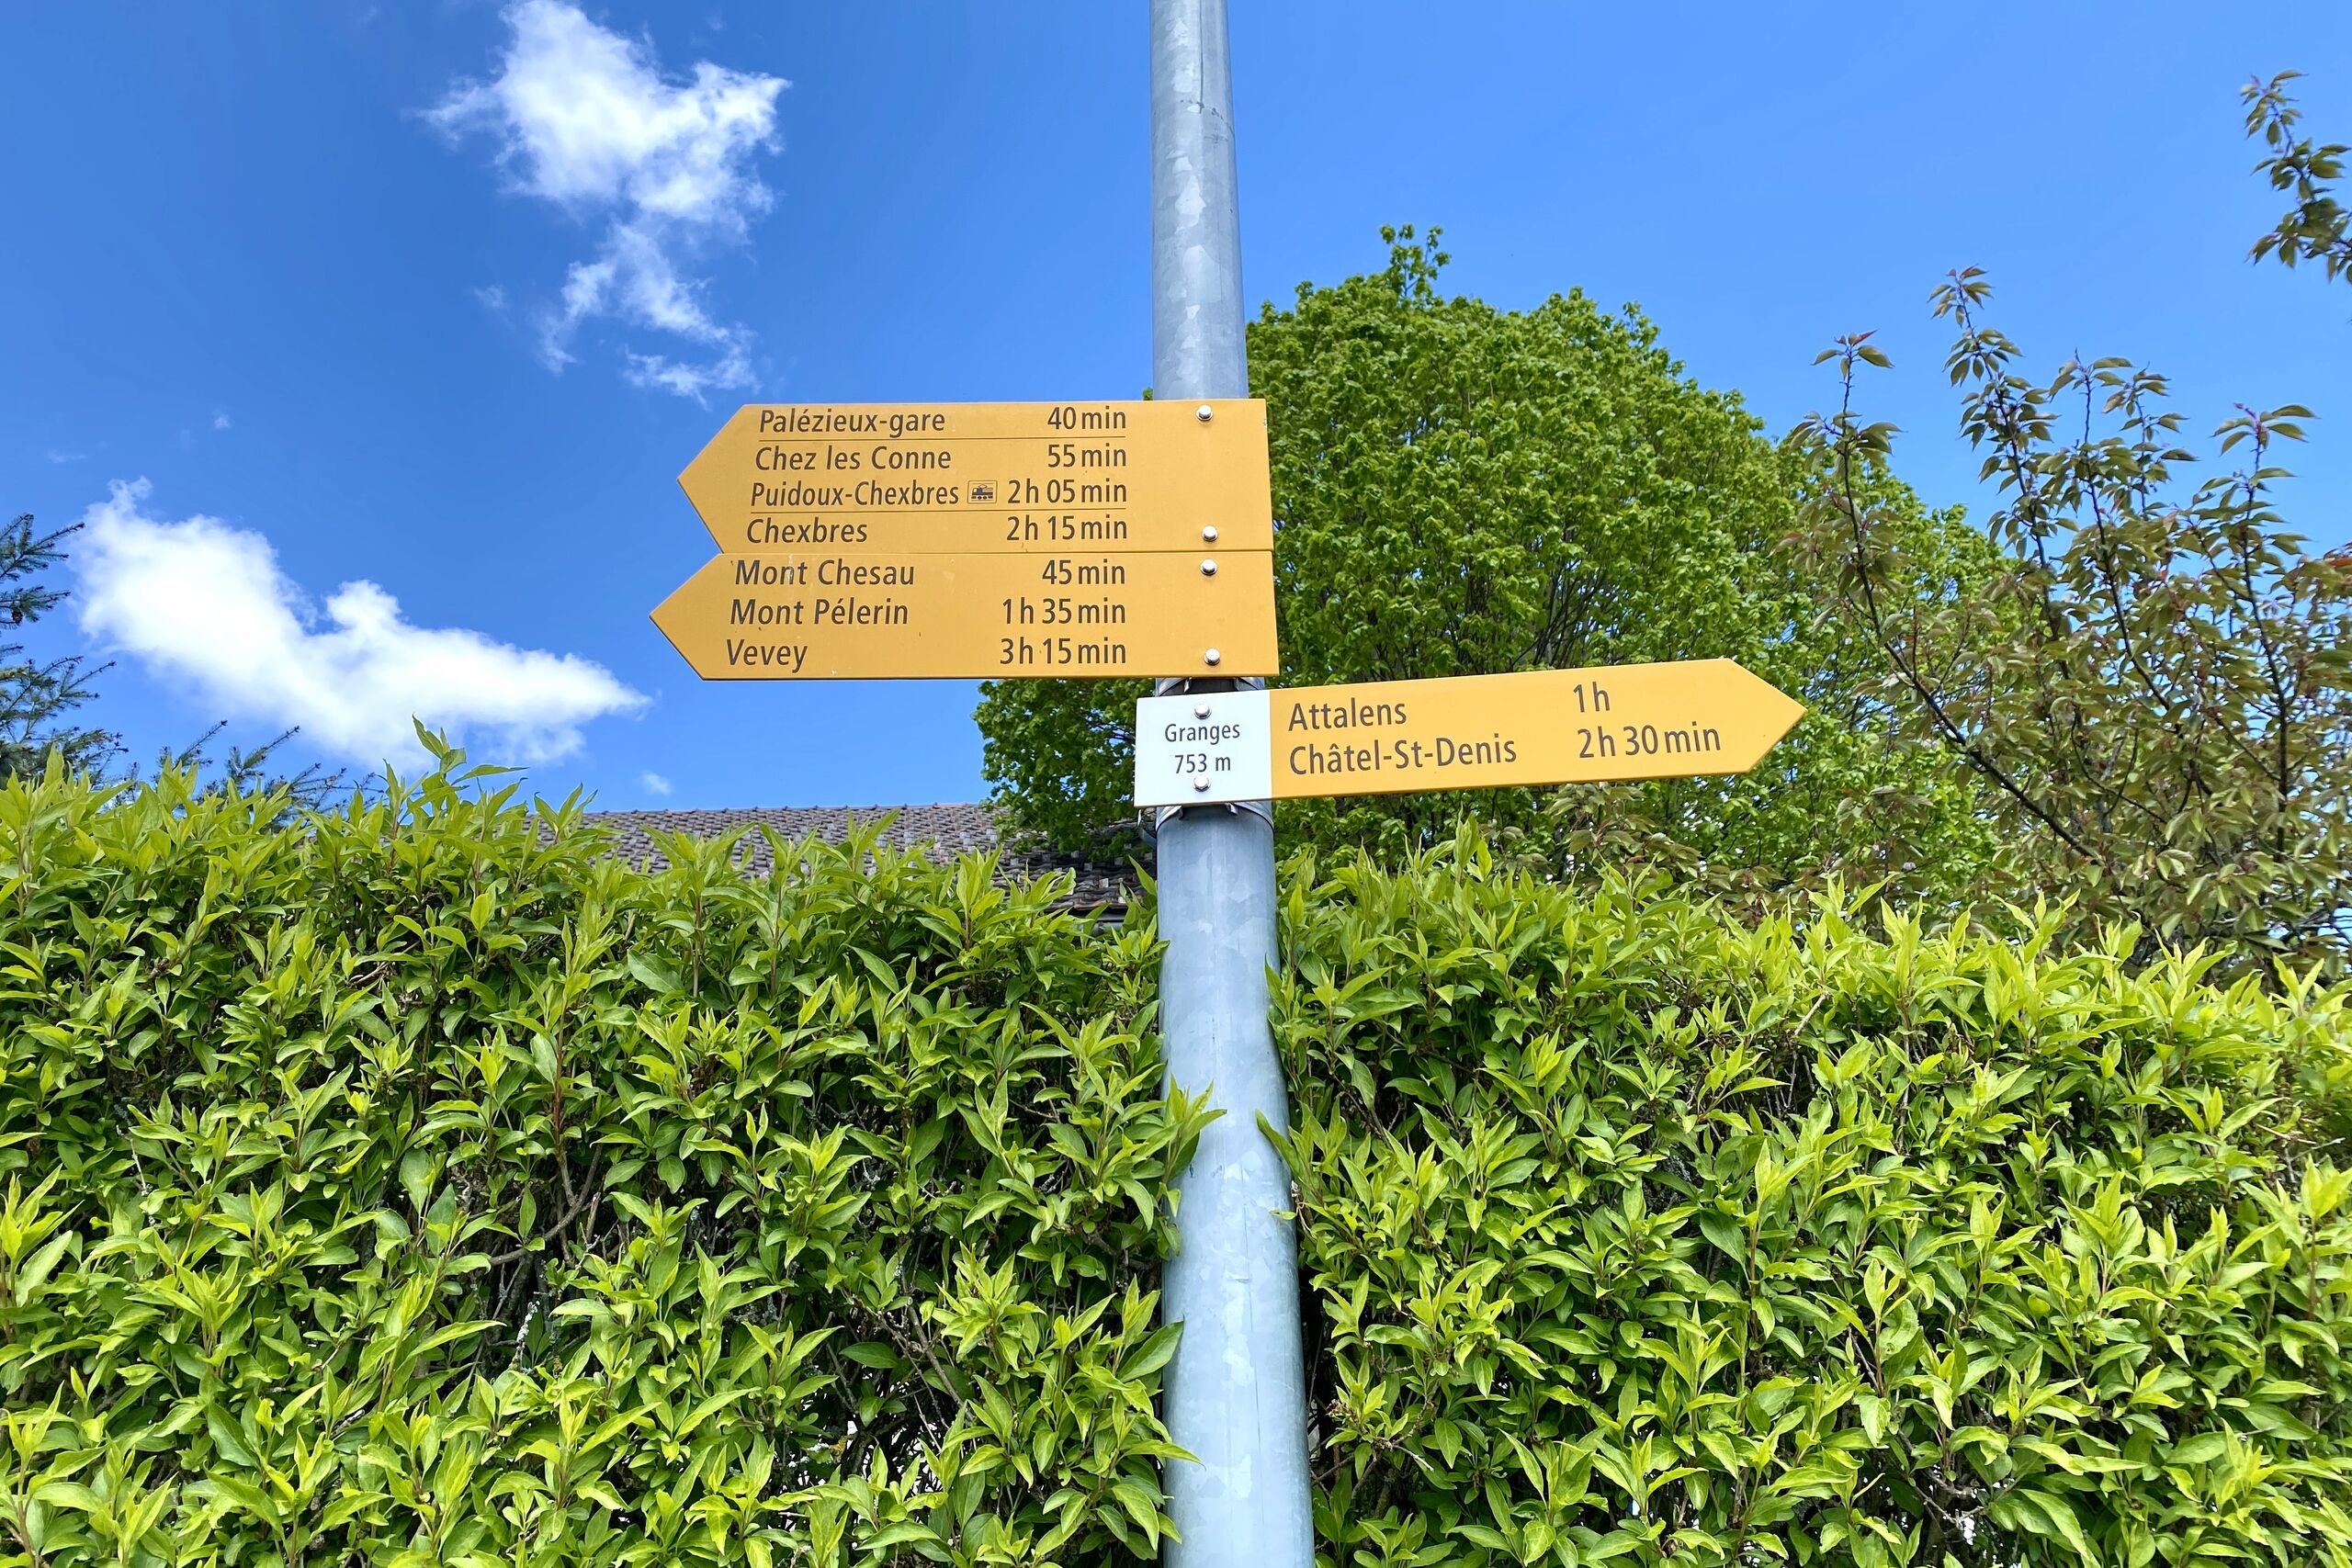 Palézieux-gare 40 min
Chez les Conne 55 min
Puidoux-Chexbres 2 h 05 min
Chexbres 2 h 15 min
Mont Chesau 45 min
Mont Pélerin 1 h 35 min
Vevey 3 h 15 min
Granges
753 m
Attalens 1 h
Châtel-St-Denis 2 h 30 min